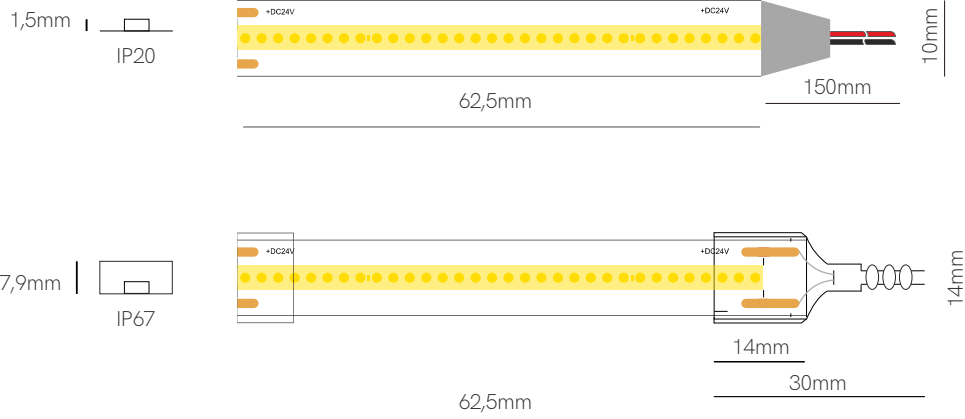 1,5mm
IP20
+DC24V
+DC24V
10mm
150mm
62,5mm
7,9mm
IP67
+DC24V
+DC24V
14mm
14mm
30mm
62,5mm